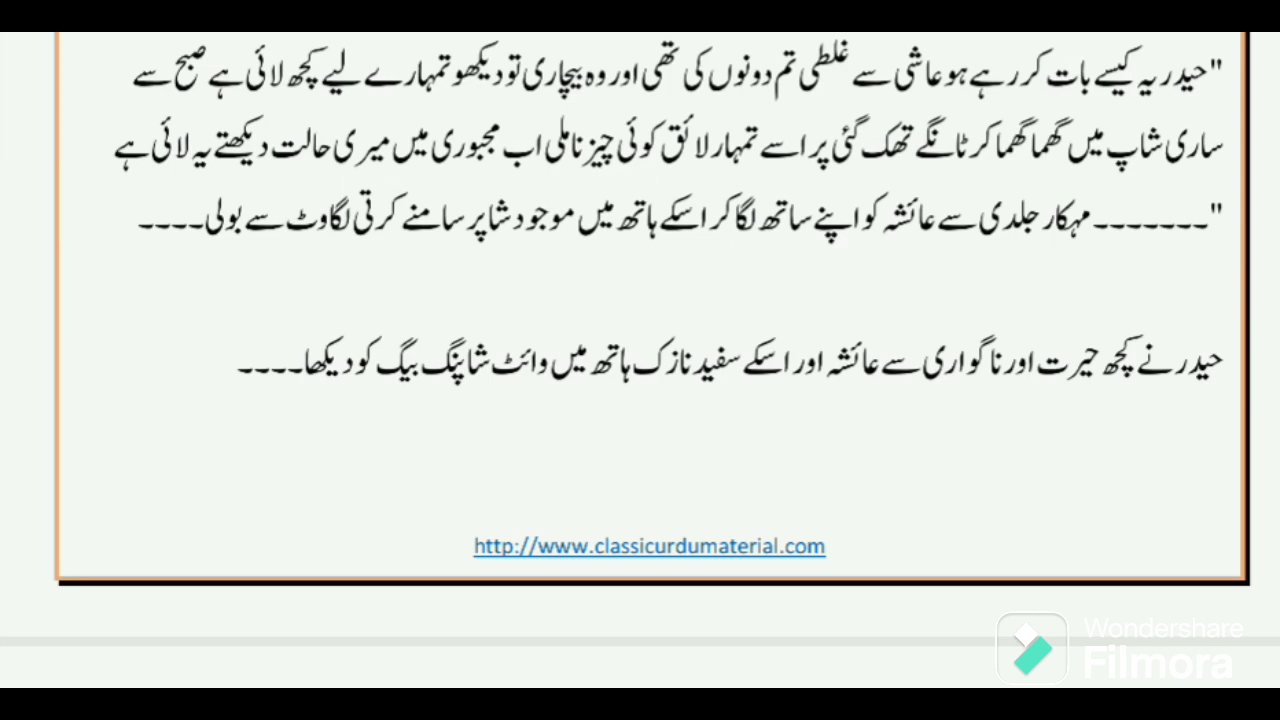 "حیدر یہ کیسے بات کر رہے ہو عاشی سے غلطی تم دونوں کی تھی اور وہ بیچاری تو دیکھو تمہارے لیے کچھ لائی ہے صبح سے
ساری شاپ میں گھما گھما کر ٹانگے تھک گئی پر اسے تمہار لائق کوئی چیز نا ملی اب مجبوری میں میری حالت دیکھتے یہ لائی ہے
"۔۔۔۔۔۔۔ مہکار جلدی سے عائشہ کو اپنے ساتھ لگا کر اسکے ہاتھ میں موجود شاپر سامنے کرتی لگاوٹ سے بولی۔۔۔۔
حیدر نے کچھ حیرت اور ناگواری سے عائشہ اور اسکے سفید نازک ہاتھ میں وائٹ شاپنگ بیگ کو دیکھا۔۔۔۔
http://www.classicurdumaterial.com
Wondershare
Filmora